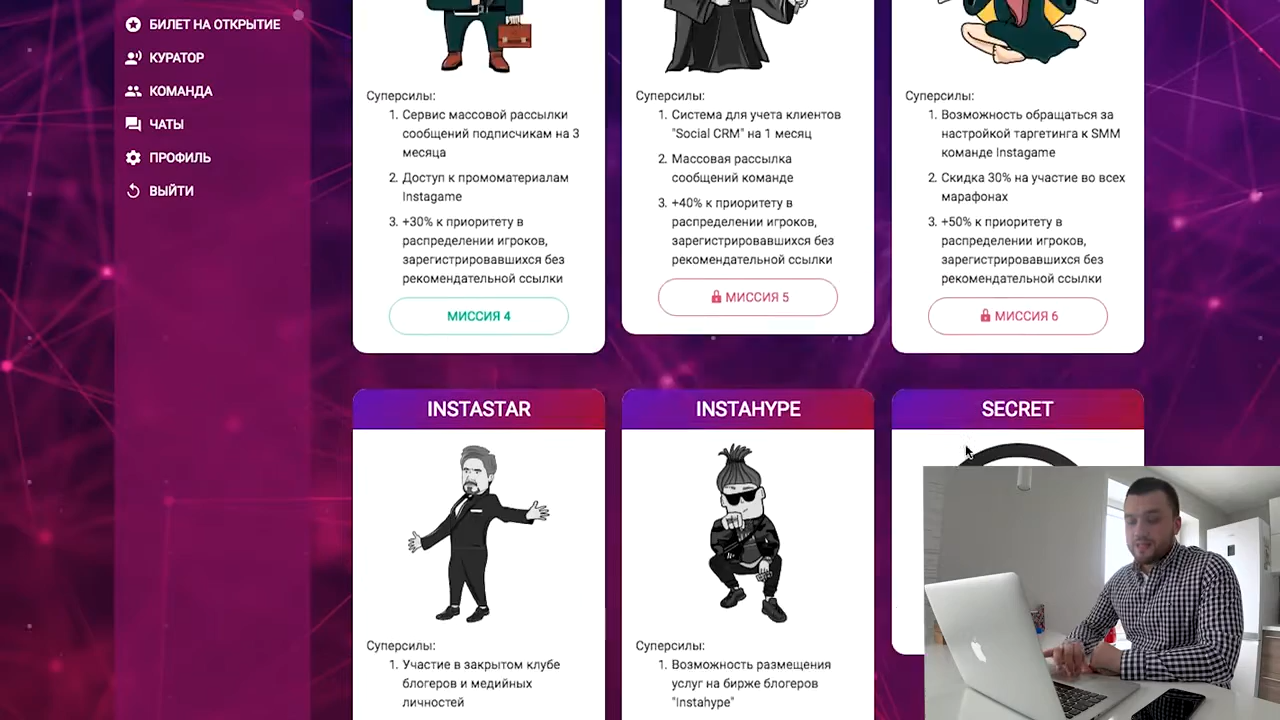 БИЛЕТ НА ОТКРЫТИЕ
КУРАТОР
КОМАНДА
ЧАТЫ
ПРОФИЛЬ
ВЫЙТИ
Суперсилы:
1. Сервис массовой рассылки
сообщений подписчикам на 3
месяца
2. Доступ к промоматериалам
Instagame
3. +30% к приоритету в
распределении игроков,
зарегистрировавшихся без
рекомендательной ссылки
МИССИЯ 4
Суперсилы:
1. Система для учета клиентов
"Social CRM" на 1 месяц
2. Массовая рассылка
сообщений команде
3. +40% к приоритету в
распределении игроков,
зарегистрировавшихся без
рекомендательной ссылки
МИССИЯ 5
Суперсилы:
1. Возможность обращаться за
настройкой таргетинга к SMM
команде Instagame
2. Скидка 30% на участие во всех
марафонах
3. +50% к приоритету в
распределении игроков,
зарегистрировавшихся без
рекомендательной ссылки
МИССИЯ 6
INSTASTAR
Суперсилы:
1. Участие в закрытом клубе
блогеров и медийных
личностей
INSTAHYPE
Суперсилы:
1. Возможность размещения
услуг на бирже блогеров
"Instahype"
SECRET